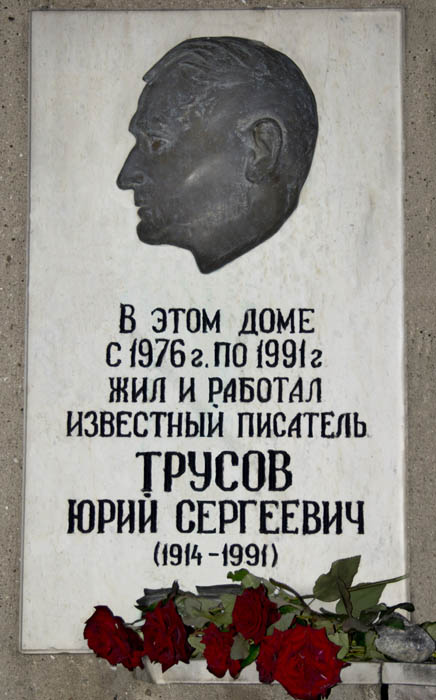 В ЭТОМ ДОМЕ
С 1976 г. ПО 1991 г
ЖИЛ И РАБОТАЛ
ИЗВЕСТНЫЙ ПИСАТЕЛЬ
ТРУСОВ
ЮРИЙ СЕРГЕЕВИЧ
(1914-1991)